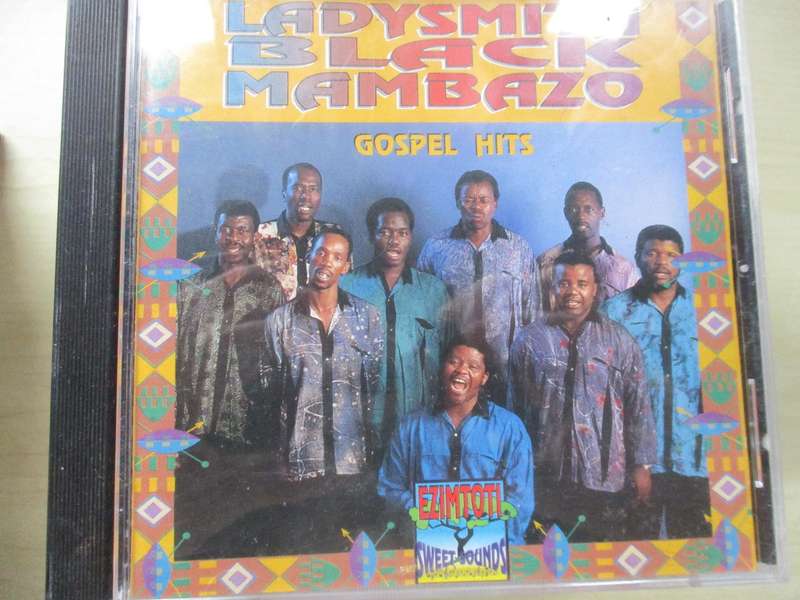 LADYSMITH
BLACK
MAMBAZO
GOSPEL HITS
EZIMTOTI
SWEET SOUNDS